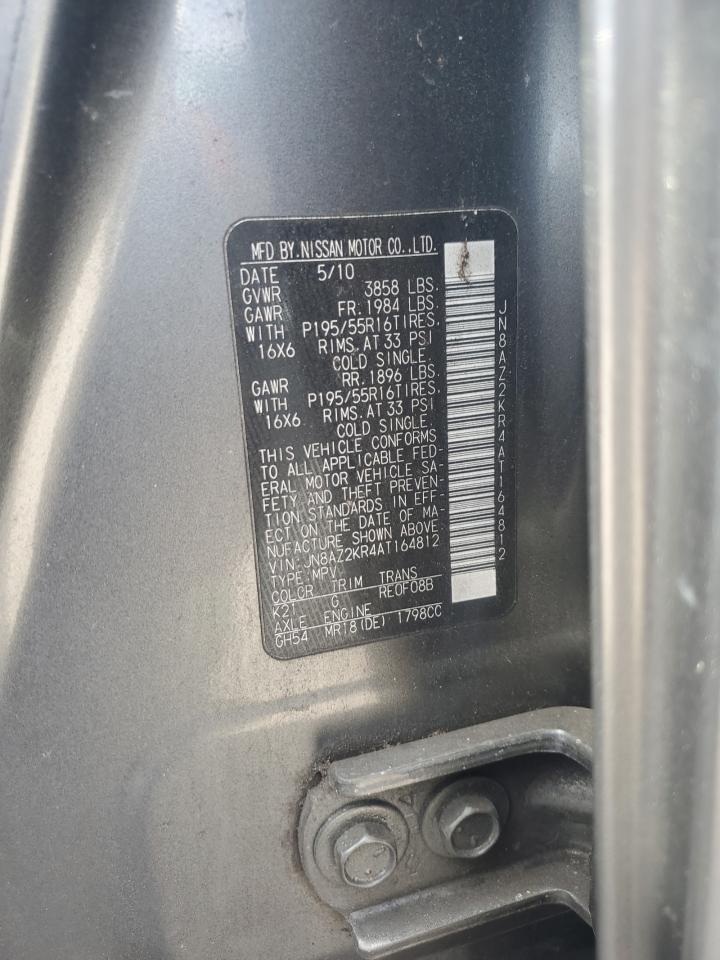 MFD BY.NISSAN MOTOR CO.,LTD.
DATE 5/10
GVWR 3858 LBS.
GAWR FR.1984 LBS.
WITH P195/55R16TIRES,
16X6 RIMS.AT 33 PSI
COLD SINGLE.
GAWR RR.1896 LBS.
WITH P195/55R16TIRES,
16X6 RIMS.AT 33 PSI
COLD SINGLE.
THIS VEHICLE CONFORMS
TO ALL APPLICABLE FED-
ERAL MOTOR VEHICLE SA-
FETY AND THEFT PREVEN-
TION STANDARDS IN EFF-
ECT ON THE DATE OF MA-
NUFACTURE SHOWN ABOVE.
VIN:JN8AZ2KR4AT164812
TYPE:MPV
COLOR TRIM TRANS
K21 G RE0F08B
AXLE ENGINE
GH54 MR18(DE) 1798CC
JN8AZ2KR4AT164812